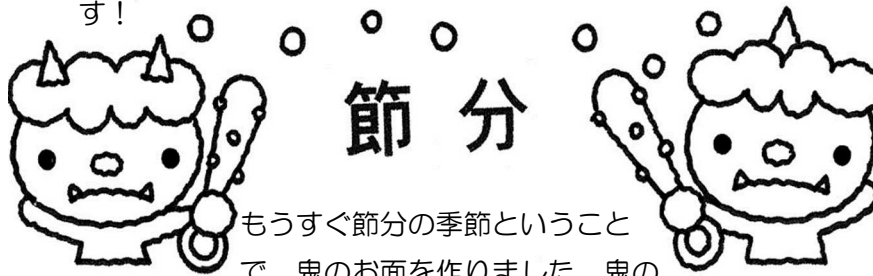 す！
節分
もうすぐ節分の季節ということ
で、鬼のお面を作りました。鬼の